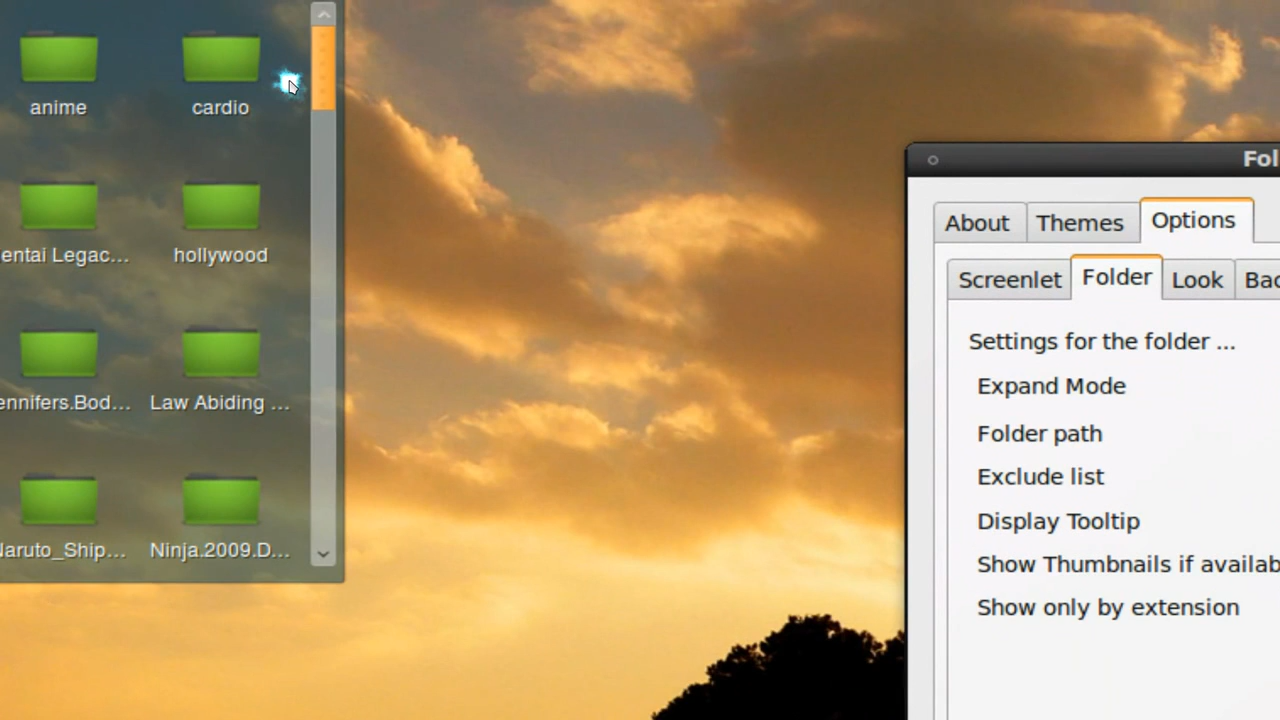 anime
cardio
entai Legac...
hollywood
ennifers.Bod...
Law Abiding ...
Naruto_Ship...
Ninja.2009.D...
Fol
About
Themes
Options
Screenlet
Folder
Look
Bac
Settings for the folder ...
Expand Mode
Folder path
Exclude list
Display Tooltip
Show Thumbnails if availab
Show only by extension